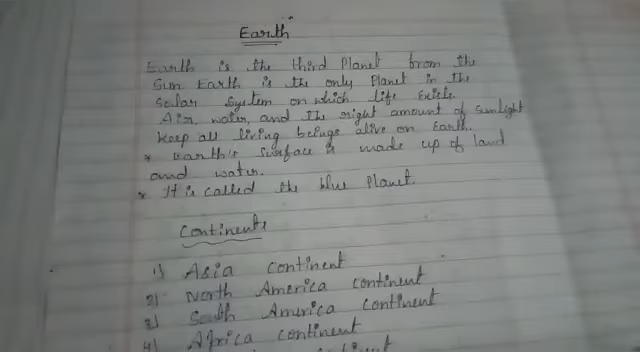 Earth
Earth is the third Planet from the
Sun Earth is the only Planet in the
Solar System on which life exists.
Air, water, and the right amount of sunlight
keep all living beings alive on Earth.
* Earth's surface is made up of land
and water.
* It is called the blue Planet.
Continents
1) Asia continent
2) North America continent
3) South America continent
4) Africa continent
continent